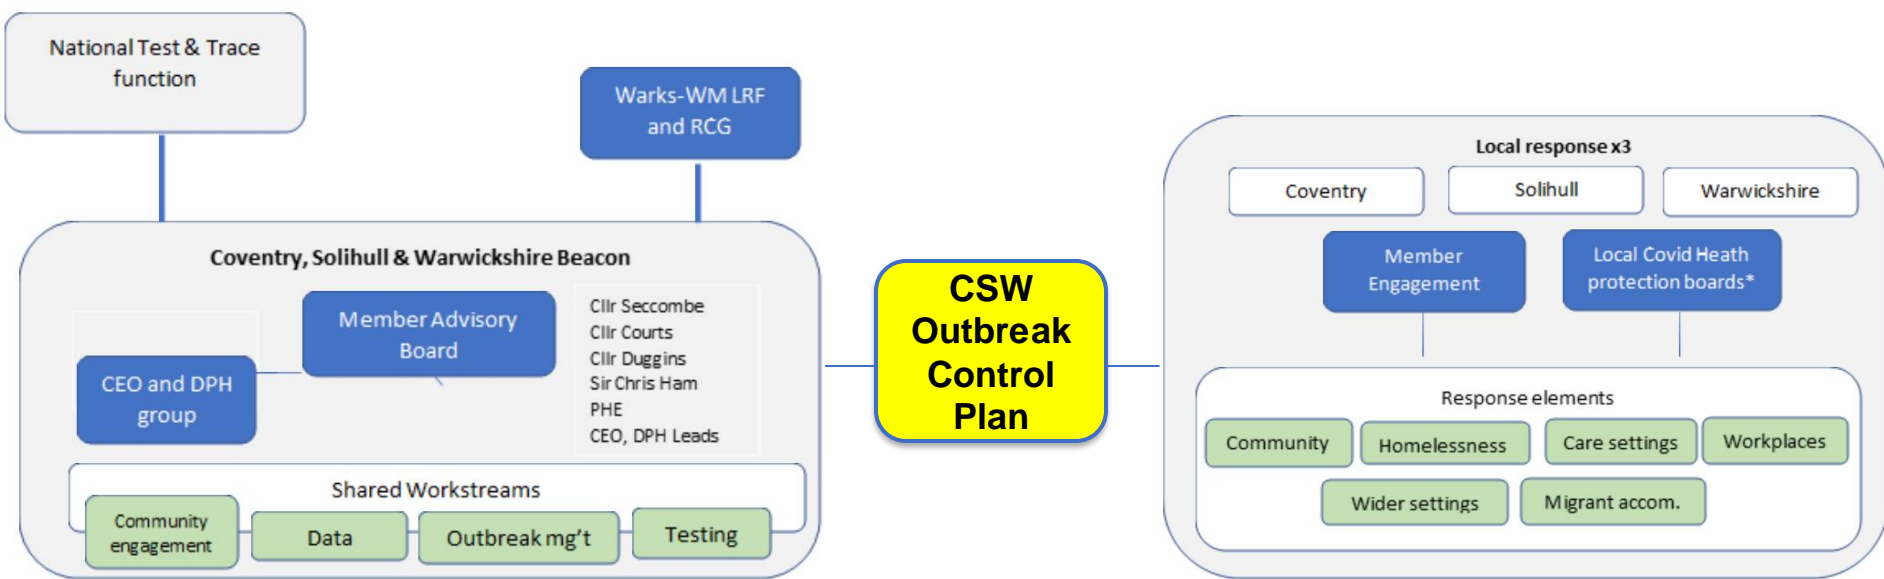 National Test & Trace
function
Warks-WM LRF
and RCG
Coventry, Solihull & Warwickshire Beacon
Member Advisory
Board
CEO and DPH
group
Cllr Seccombe
Cllr Courts
Cllr Duggins
Sir Chris Ham
PHE
CEO, DPH Leads
Shared Workstreams
Community
engagement
Data
Outbreak mg't
Testing
CSW
Outbreak
Control
Plan
Local response x3
Coventry
Solihull
Warwickshire
Member
Engagement
Local Covid Heath
protection boards*
Response elements
Community
Homelessness
Care settings
Workplaces
Wider settings
Migrant accom.